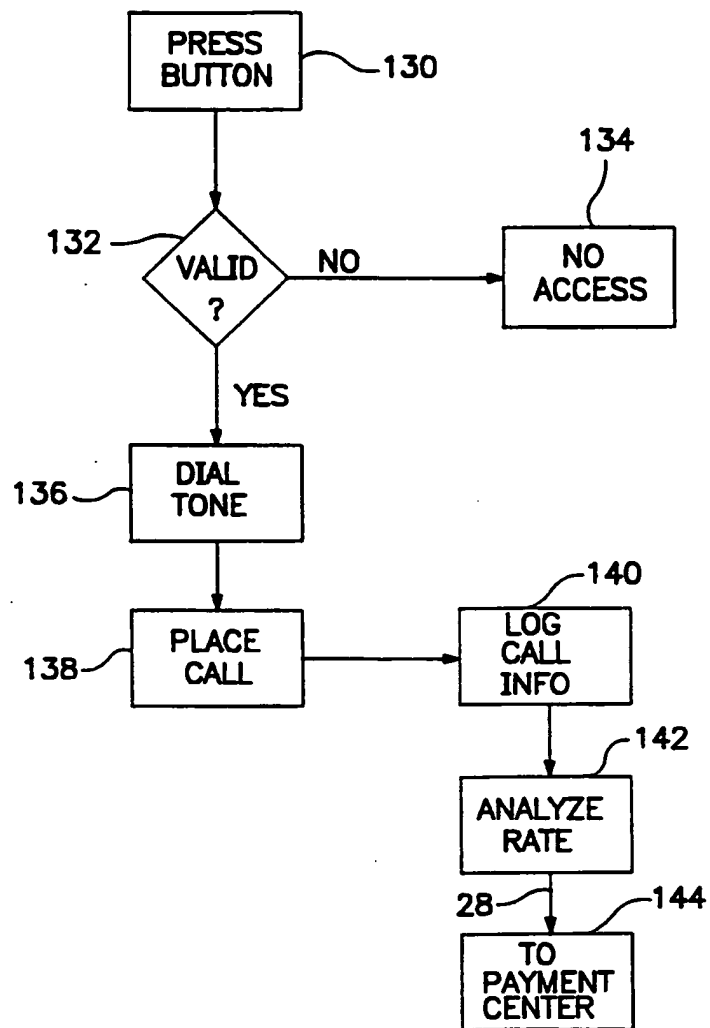 PRESS
BUTTON
130
134
132
VALID
?
NO
NO
ACCESS
YES
136
DIAL
TONE
138
PLACE
CALL
140
LOG
CALL
INFO
142
ANALYZE
RATE
28
144
TO
PAYMENT
CENTER